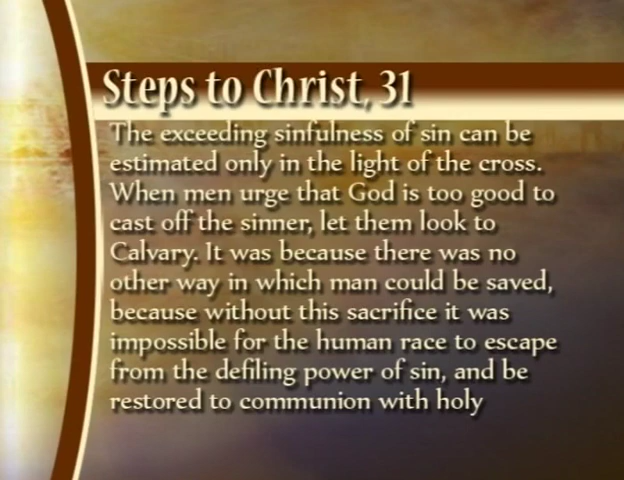 Steps to Christ, 31
The exceeding sinfulness of sin can be
estimated only in the light of the cross.
When men urge that God is too good to
cast off the sinner, let them look to
Calvary. It was because there was no
other way in which man could be saved,
because without this sacrifice it was
impossible for the human race to escape
from the defiling power of sin, and be
restored to communion with holy